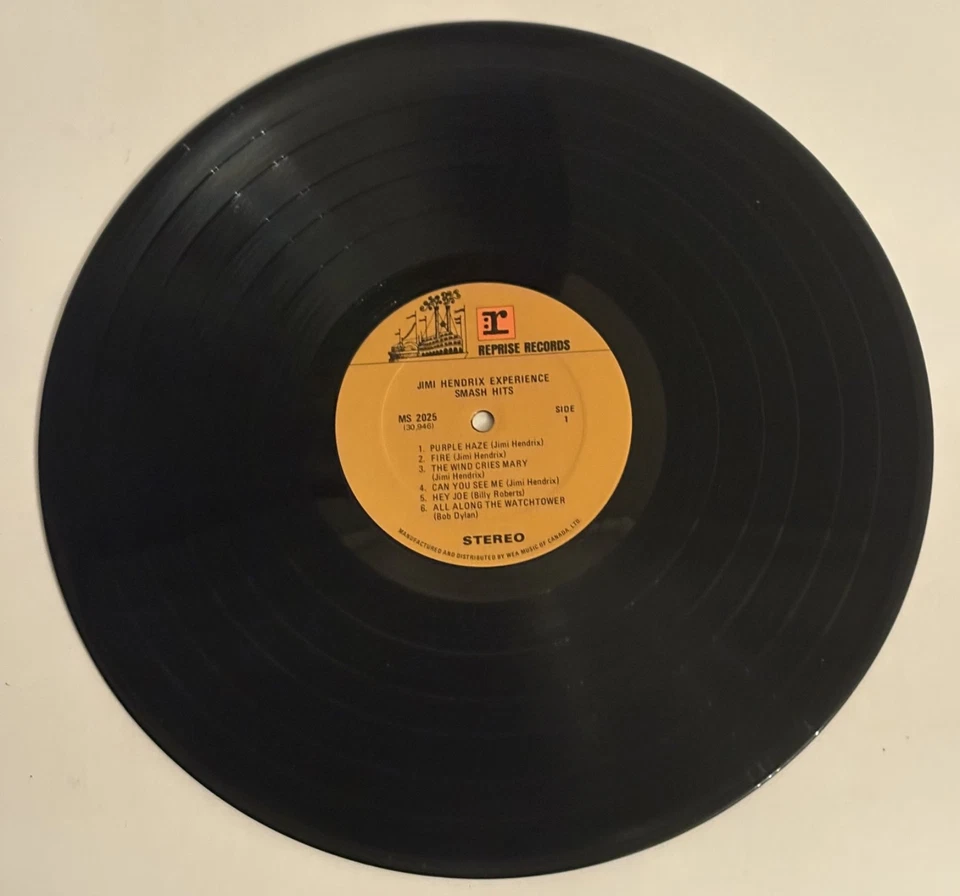 r
REPRISE RECORDS
JIMI HENDRIX EXPERIENCE
SMASH HITS
MS 2025
(30,946)
SIDE
1
1. PURPLE HAZE (Jimi Hendrix)
2. FIRE (Jimi Hendrix)
3. THE WIND CRIES MARY
(Jimi Hendrix)
4. CAN YOU SEE ME (Jimi Hendrix)
5. HEY JOE (Billy Roberts)
6. ALL ALONG THE WATCHTOWER
(Bob Dylan)
STEREO
MANUFACTURED AND DISTRIBUTED BY WEA MUSIC OF CANADA, LTD.